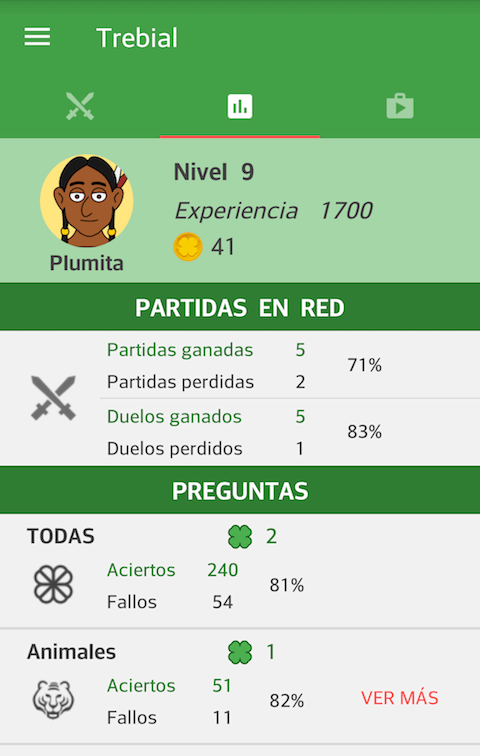 Trebial
Nivel 9
Experiencia 1700
41
Plumita
PARTIDAS EN RED
Partidas ganadas 5
71%
Partidas perdidas 2
Duelos ganados 5
83%
Duelos perdidos 1
PREGUNTAS
TODAS 2
Aciertos 240
81%
Fallos 54
Animales 1
Aciertos 51
82% VER MÁS
Fallos 11